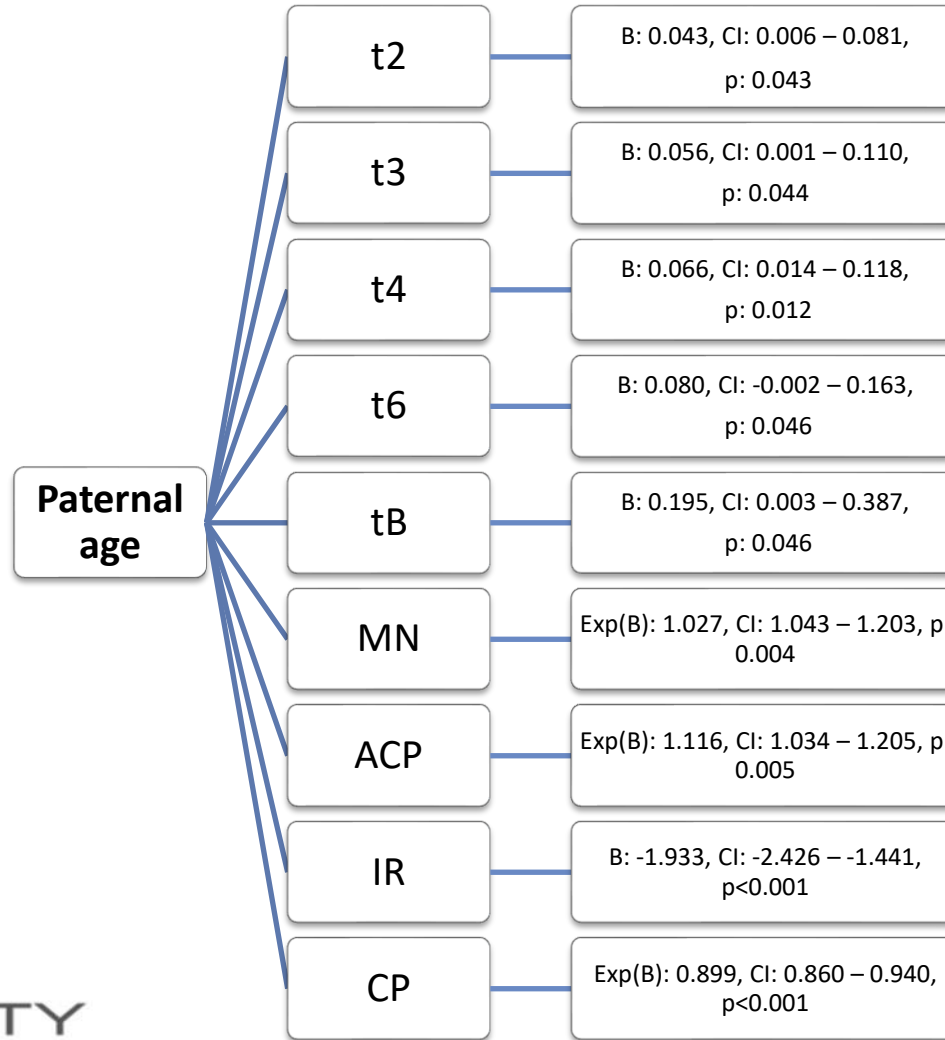 t2
B: 0.043, CI: 0.006 – 0.081,
p: 0.043
t3
B: 0.056, CI: 0.001 – 0.110,
p: 0.044
t4
B: 0.066, CI: 0.014 – 0.118,
p: 0.012
t6
B: 0.080, CI: -0.002 – 0.163,
p: 0.046
Paternal
age
tB
B: 0.195, CI: 0.003 – 0.387,
p: 0.046
MN
Exp(B): 1.027, CI: 1.043 – 1.203, p
0.004
ACP
Exp(B): 1.116, CI: 1.034 – 1.205, p
0.005
IR
B: -1.933, CI: -2.426 – -1.441,
p<0.001
CP
Exp(B): 0.899, CI: 0.860 – 0.940,
p<0.001
TY